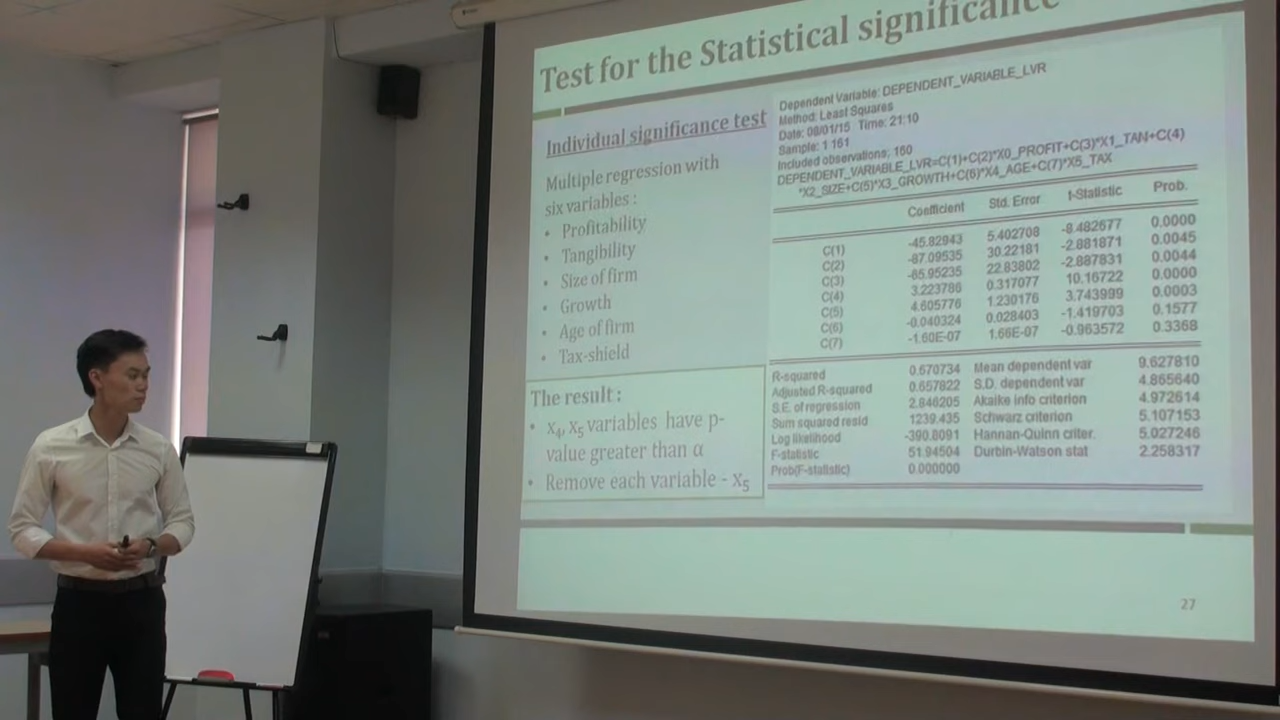 Test for the Statistical significance
Individual significance test
Multiple regression with
six variables :
• Profitability
• Tangibility
• Size of firm
• Growth
• Age of firm
• Tax-shield
The result :
• x₄, x₅ variables have p-
value greater than α
• Remove each variable - x₅
Dependent Variable: DEPENDENT_VARIABLE_LVR
Method: Least Squares
Date: 08/01/15 Time: 21:10
Sample: 1 161
Included observations: 160
DEPENDENT_VARIABLE_LVR=C(1)+C(2)*X0_PROFIT+C(3)*X1_TAN+C(4)
*X2_SIZE+C(5)*X3_GROWTH+C(6)*X4_AGE+C(7)*X5_TAX
Coefficient Std. Error t-Statistic Prob.
C(1) -45.82943 5.402708 -8.482677 0.0000
C(2) -87.09535 30.22181 -2.881871 0.0045
C(3) -65.95235 22.83802 -2.887831 0.0044
C(4) 3.223786 0.317077 10.16722 0.0000
C(5) 4.605776 1.230176 3.743999 0.0003
C(6) -0.040324 0.028403 -1.419703 0.1577
C(7) -1.60E-07 1.66E-07 -0.963572 0.3368
R-squared 0.670734 Mean dependent var 9.627810
Adjusted R-squared 0.657822 S.D. dependent var 4.865640
S.E. of regression 2.846205 Akaike info criterion 4.972614
Sum squared resid 1239.435 Schwarz criterion 5.107153
Log likelihood -390.8091 Hannan-Quinn criter. 5.027246
F-statistic 51.94504 Durbin-Watson stat 2.258317
Prob(F-statistic) 0.000000
27